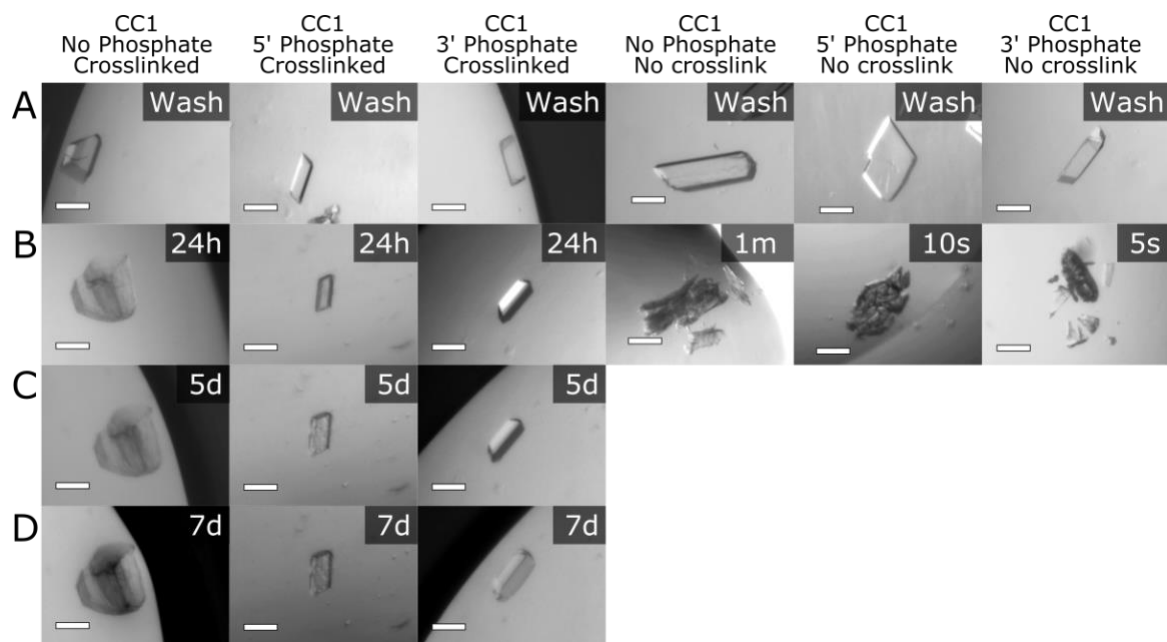 CC1
No Phosphate
Crosslinked
CC1
5' Phosphate
Crosslinked
CC1
3' Phosphate
Crosslinked
CC1
No Phosphate
No crosslink
CC1
5' Phosphate
No crosslink
CC1
3' Phosphate
No crosslink
A
Wash
Wash
Wash
Wash
Wash
Wash
B
24h
24h
24h
1m
10s
5s
C
5d
5d
5d
D
7d
7d
7d